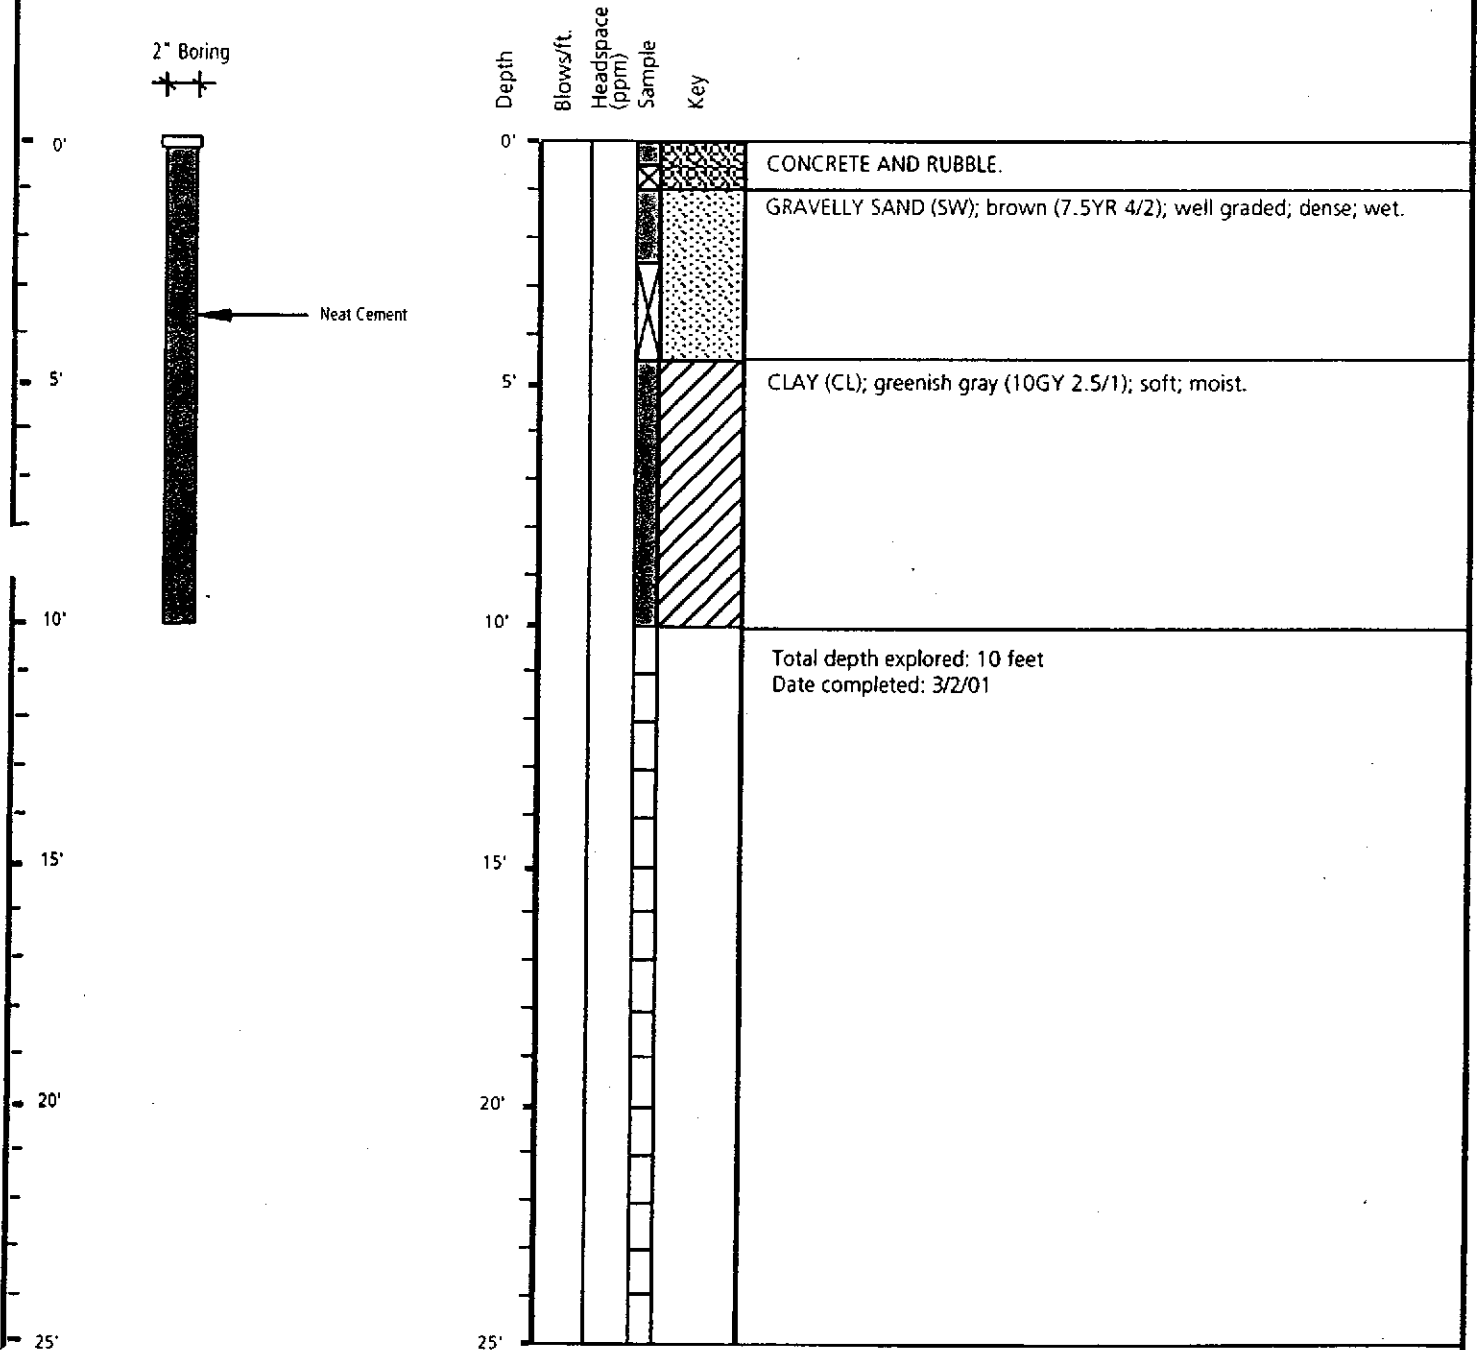 2" Boring
0'
5'
10'
15'
20'
25'
Neat Cement
Depth
Blows/ft.
Headspace
(ppm)
Sample
Key
0'
5'
10'
15'
20'
25'
CONCRETE AND RUBBLE.
GRAVELLY SAND (SW); brown (7.5YR 4/2); well graded; dense; wet.
CLAY (CL); greenish gray (10GY 2.5/1); soft; moist.
Total depth explored: 10 feet
Date completed: 3/2/01